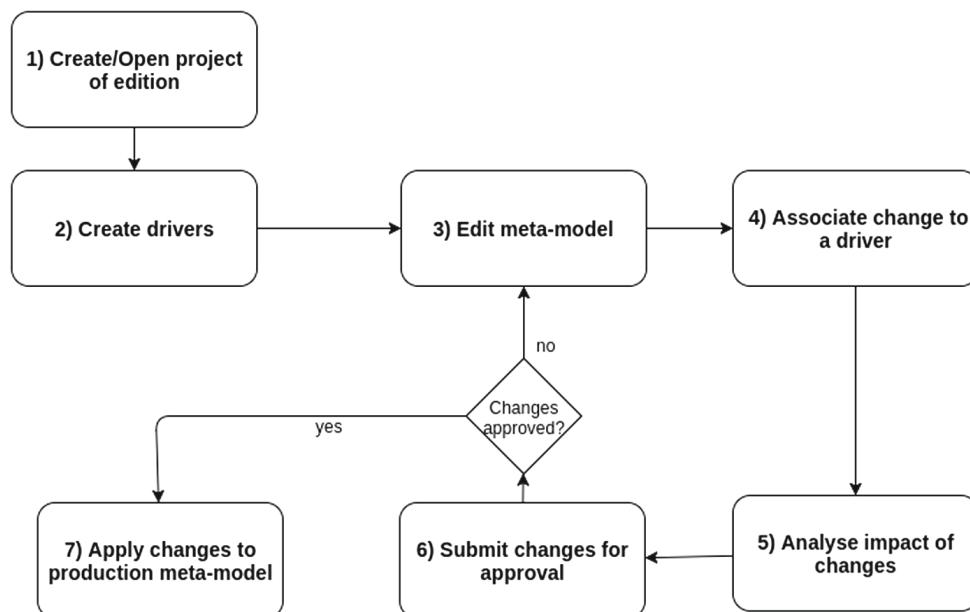 1) Create/Open project
of edition
2) Create drivers
3) Edit meta-model
4) Associate change to
a driver
no
Changes
approved?
yes
7) Apply changes to
production meta-model
6) Submit changes for
approval
5) Analyse impact of
changes